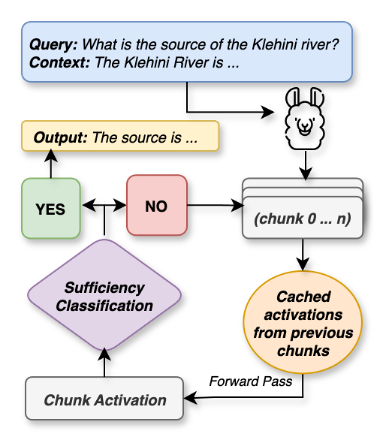 Query: What is the source of the Klehini river?
Context: The Klehini River is ...
Output: The source is ...
YES
NO
(chunk 0 ... n)
Sufficiency
Classification
Cached
activations
from previous
chunks
Forward Pass
Chunk Activation